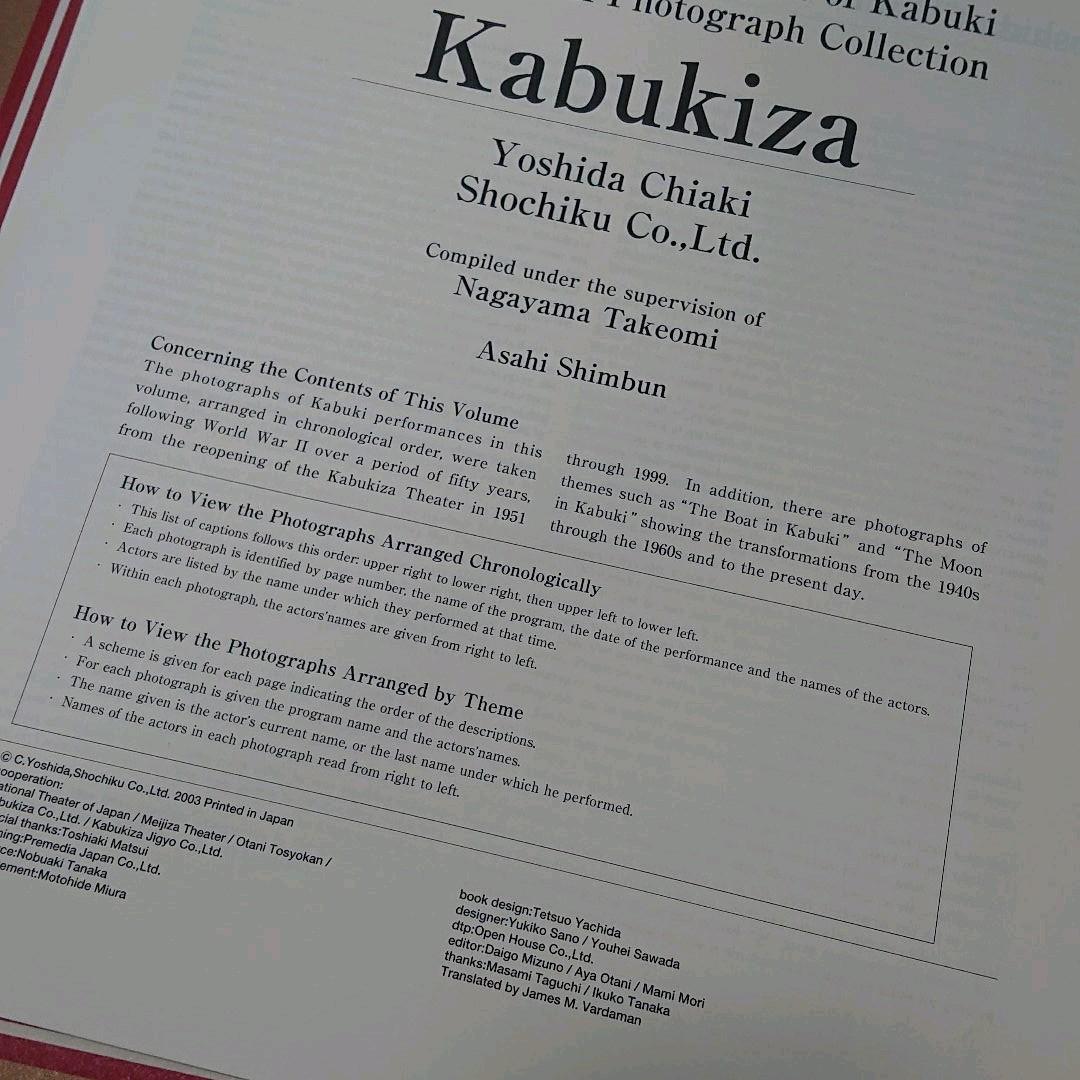 of Kabuki
Photograph Collection
Kabukiza
Yoshida Chiaki
Shochiku Co.,Ltd.
Compiled under the supervision of
Nagayama Takeomi
Asahi Shimbun
Concerning the Contents of This Volume
The photographs of Kabuki performances in this
volume, arranged in chronological order, were taken
following World War II over a period of fifty years,
from the reopening of the Kabukiza Theater in 1951
through 1999. In addition, there are photographs of
themes such as “The Boat in Kabuki” and “The Moon
in Kabuki” showing the transformations from the 1940s
through the 1960s and to the present day.
How to View the Photographs Arranged Chronologically
· This list of captions follows this order: upper right to lower right, then upper left to lower left.
· Each photograph is identified by page number, the name of the program, the date of the performance and the names of the actors.
· Actors are listed by the name under which they performed at that time.
· Within each photograph, the actors'names are given from right to left.
How to View the Photographs Arranged by Theme
· A scheme is given for each page indicating the order of the descriptions.
· For each photograph is given the program name and the actors'names.
· The name given is the actor's current name, or the last name under which he performed.
· Names of the actors in each photograph read from right to left.
© C.Yoshida,Shochiku Co.,Ltd. 2003 Printed in Japan
ooperation:
ational Theater of Japan / Meijiza Theater / Otani Tosyokan /
bukiza Co.,Ltd. / Kabukiza Jigyo Co.,Ltd.
cial thanks:Toshiaki Matsui
ning:Premedia Japan Co.,Ltd.
ce:Nobuaki Tanaka
ement:Motohide Miura
book design:Tetsuo Yachida
designer:Yukiko Sano / Youhei Sawada
dtp:Open House Co.,Ltd.
editor:Daigo Mizuno / Aya Otani / Mami Mori
thanks:Masami Taguchi / Ikuko Tanaka
Translated by James M. Vardaman